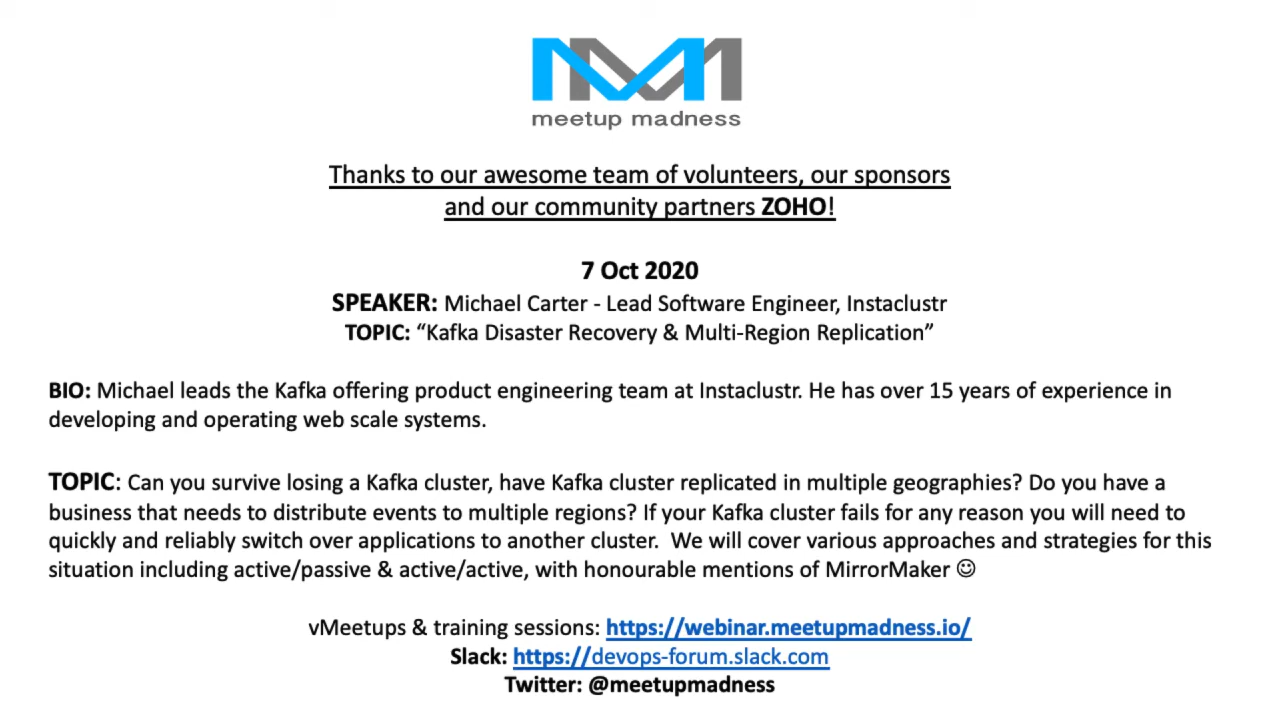 meetup madness
Thanks to our awesome team of volunteers, our sponsors
and our community partners ZOHO!
7 Oct 2020
SPEAKER: Michael Carter - Lead Software Engineer, Instaclustr
TOPIC: “Kafka Disaster Recovery & Multi-Region Replication”
BIO: Michael leads the Kafka offering product engineering team at Instaclustr. He has over 15 years of experience in
developing and operating web scale systems.
TOPIC: Can you survive losing a Kafka cluster, have Kafka cluster replicated in multiple geographies? Do you have a
business that needs to distribute events to multiple regions? If your Kafka cluster fails for any reason you will need to
quickly and reliably switch over applications to another cluster.  We will cover various approaches and strategies for this
situation including active/passive & active/active, with honourable mentions of MirrorMaker ☺
vMeetups & training sessions: https://webinar.meetupmadness.io/
Slack: https://devops-forum.slack.com
Twitter: @meetupmadness